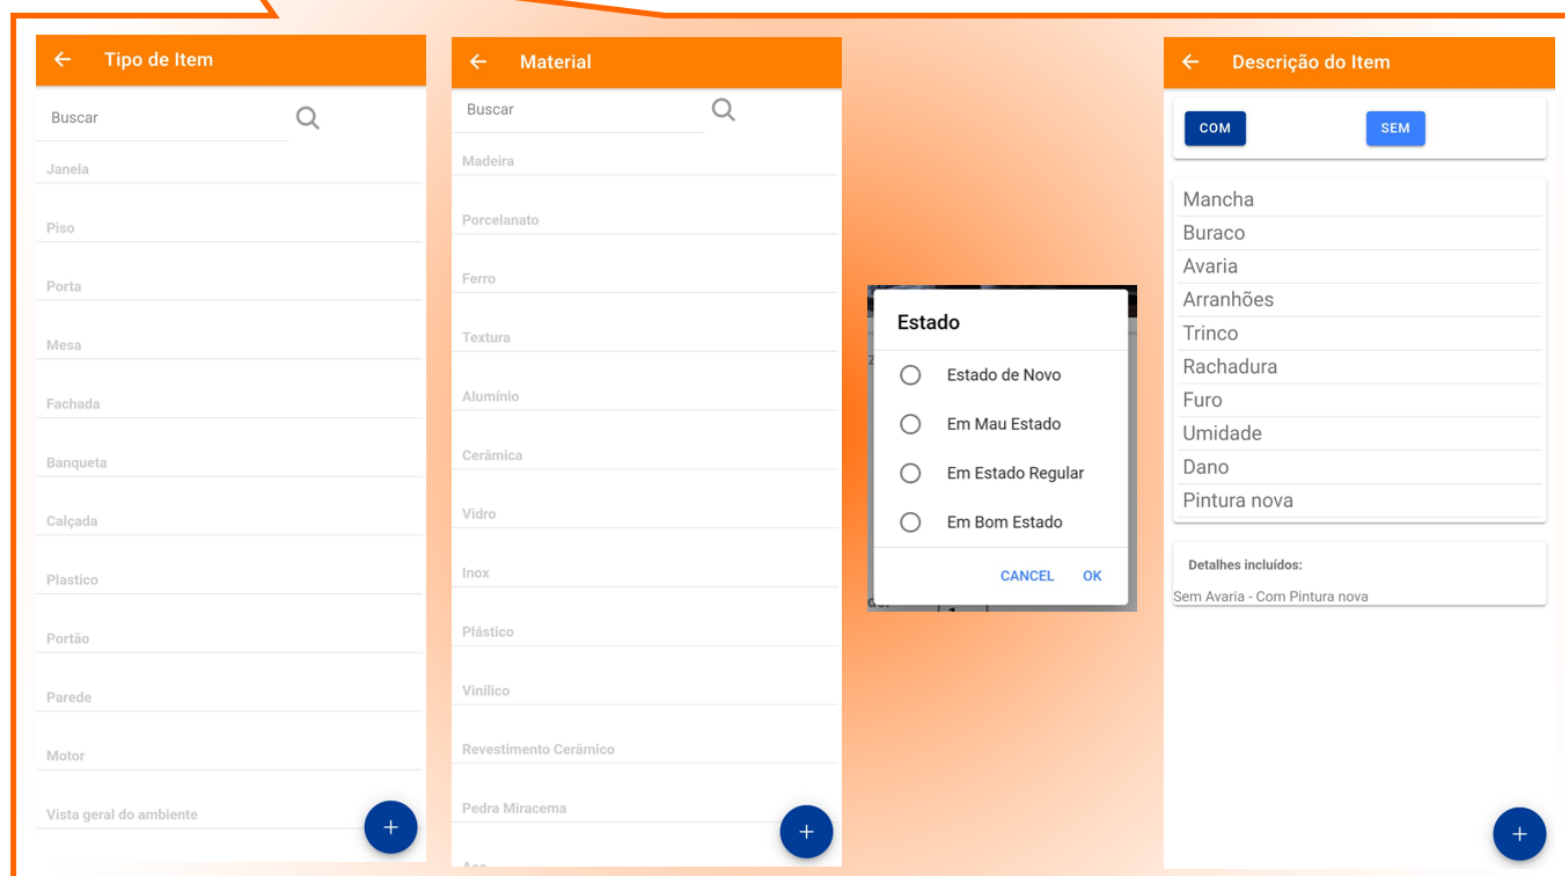 Tipo de Item
Buscar
Janela
Piso
Porta
Mesa
Fachada
Banqueta
Calçada
Plastico
Portão
Parede
Motor
Vista geral do ambiente
Material
Buscar
Madeira
Porcelanato
Ferro
Textura
Alumínio
Cerâmica
Vidro
Inox
Plástico
Vinilico
Revestimento Cerâmico
Pedra Miracema
Estado
Estado de Novo
Em Mau Estado
Em Estado Regular
Em Bom Estado
CANCEL OK
Descrição do Item
COM SEM
Mancha
Buraco
Avaria
Arranhões
Trinco
Rachadura
Furo
Umidade
Dano
Pintura nova
Detalhes incluídos:
Sem Avaria - Com Pintura nova